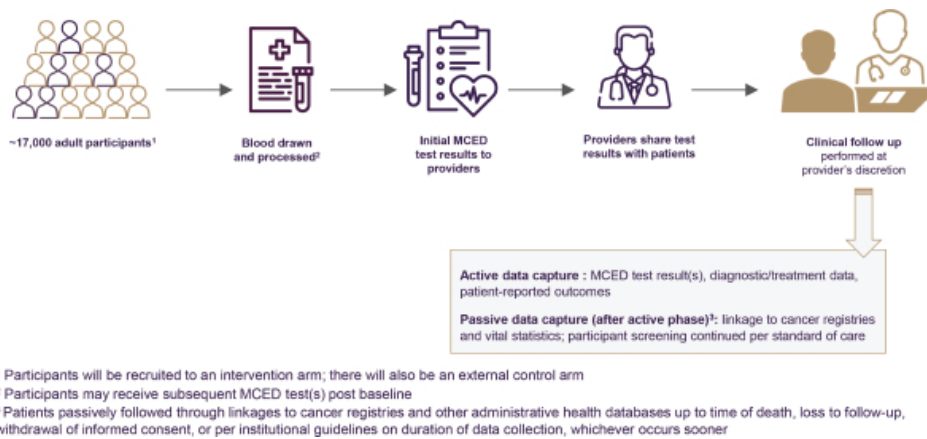 ~17,000 adult participants¹
Blood drawn
and processed²
Initial MCED
test results to
providers
Providers share test
results with patients
Clinical follow up
performed at
provider's discretion
Active data capture : MCED test result(s), diagnostic/treatment data,
patient-reported outcomes
Passive data capture (after active phase)³: linkage to cancer registries
and vital statistics; participant screening continued per standard of care
Participants will be recruited to an intervention arm; there will also be an external control arm
Participants may receive subsequent MCED test(s) post baseline
Patients passively followed through linkages to cancer registries and other administrative health databases up to time of death, loss to follow-up,
withdrawal of informed consent, or per institutional guidelines on duration of data collection, whichever occurs sooner